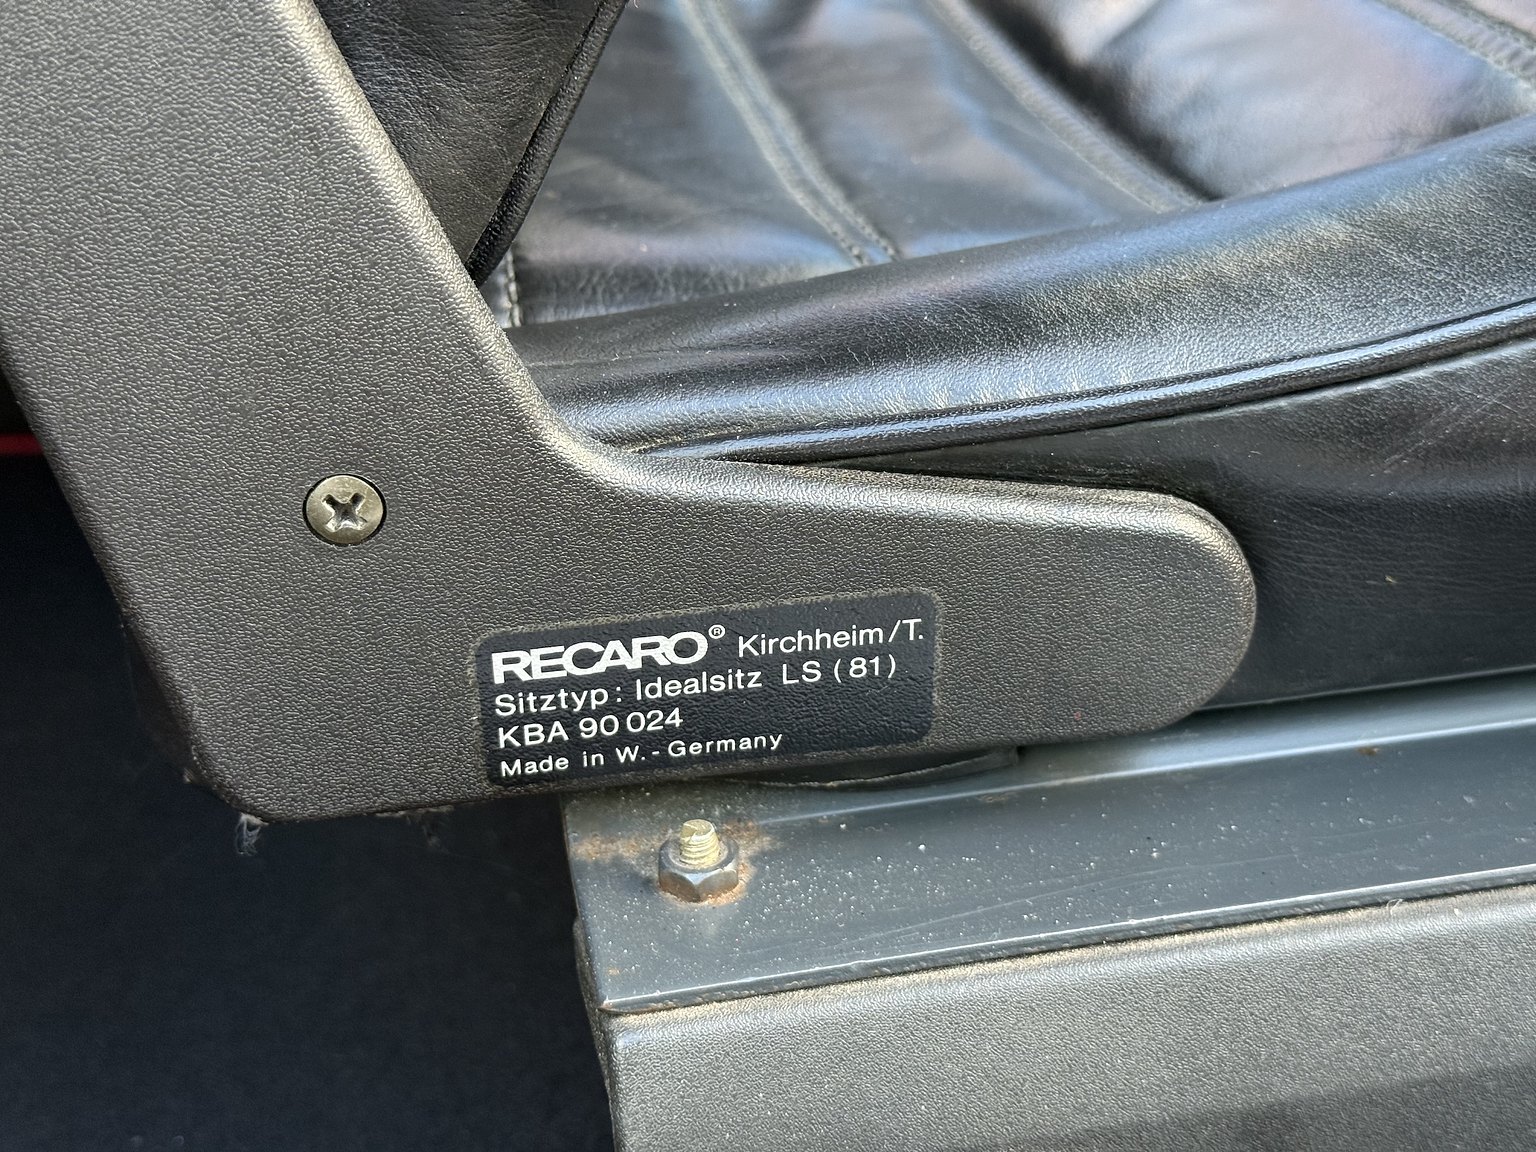 RECARO® Kirchheim/T.
Sitztyp: Idealsitz LS (81)
KBA 90 024
Made in W.-Germany